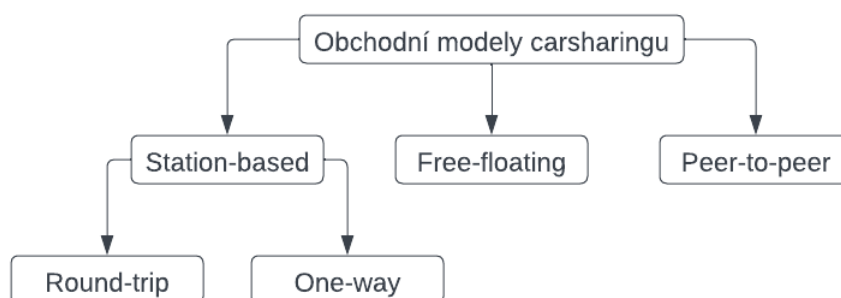 Obchodní modely carsharingu
Station-based
Free-floating
Peer-to-peer
Round-trip
One-way